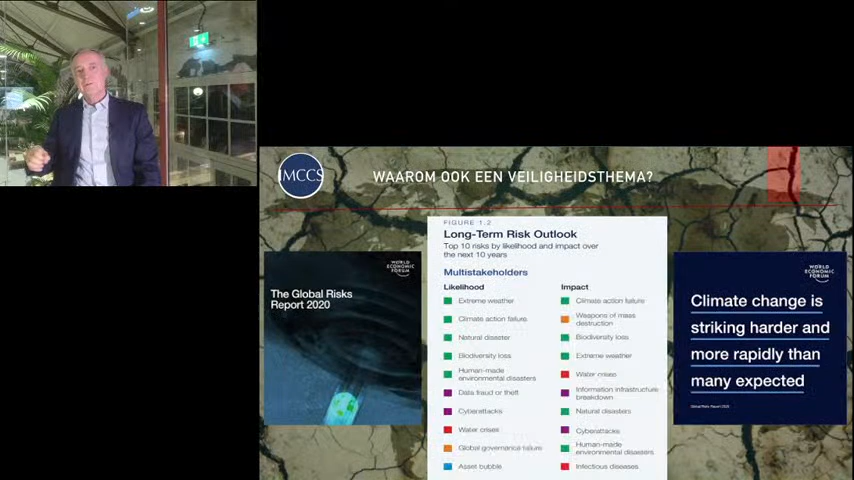 IMCCS
WAAROM OOK EEN VEILIGHEIDSTHEMA?
WORLD
ECONOMIC
FORUM
The Global Risks
Report 2020
FIGURE 1.2
Long-Term Risk Outlook
Top 10 risks by likelihood and impact over
the next 10 years
Multistakeholders
Likelihood
Extreme weather
Climate action failure
Natural disaster
Biodiversity loss
Human-made
environmental disasters
Data fraud or theft
Cyberattacks
Water crises
Global governance failure
Asset bubble
Impact
Climate action failure
Weapons of mass
destruction
Biodiversity loss
Extreme weather
Water crises
Information infrastructure
breakdown
Natural disasters
Cyberattacks
Human-made
environmental disasters
Infectious diseases
WORLD
ECONOMIC
FORUM
Climate change is
striking harder and
more rapidly than
many expected
Global Risks Report 2020